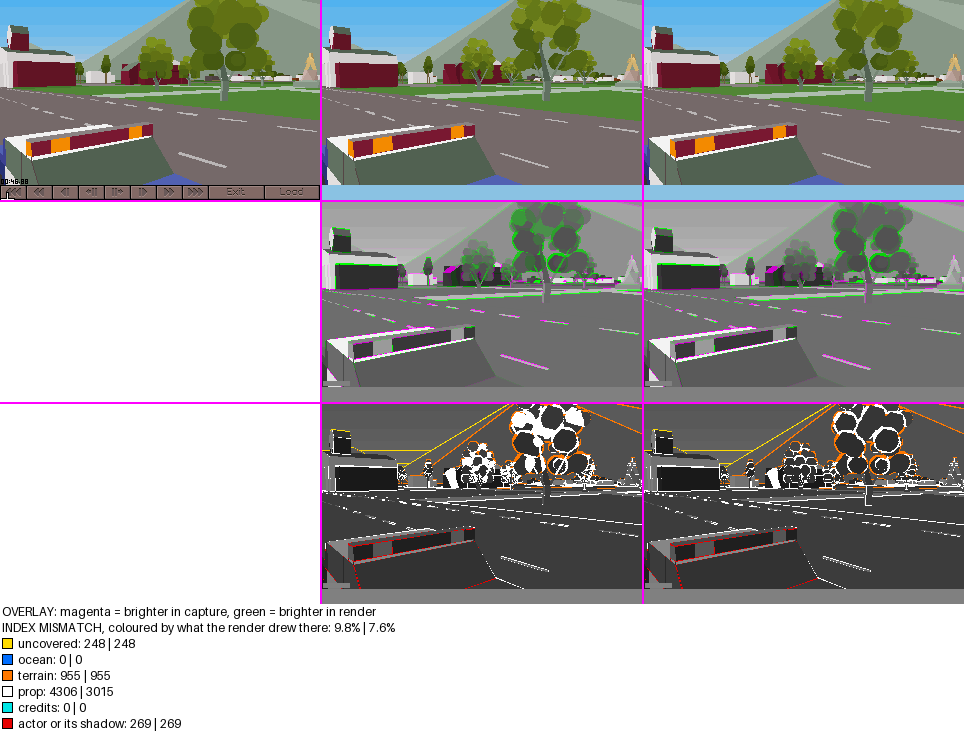 00:46.88
Exit Load
OVERLAY: magenta = brighter in capture, green = brighter in render
INDEX MISMATCH, coloured by what the render drew there: 9.8% | 7.6%
uncovered: 248 | 248
ocean: 0 | 0
terrain: 955 | 955
prop: 4306 | 3015
credits: 0 | 0
actor or its shadow: 269 | 269